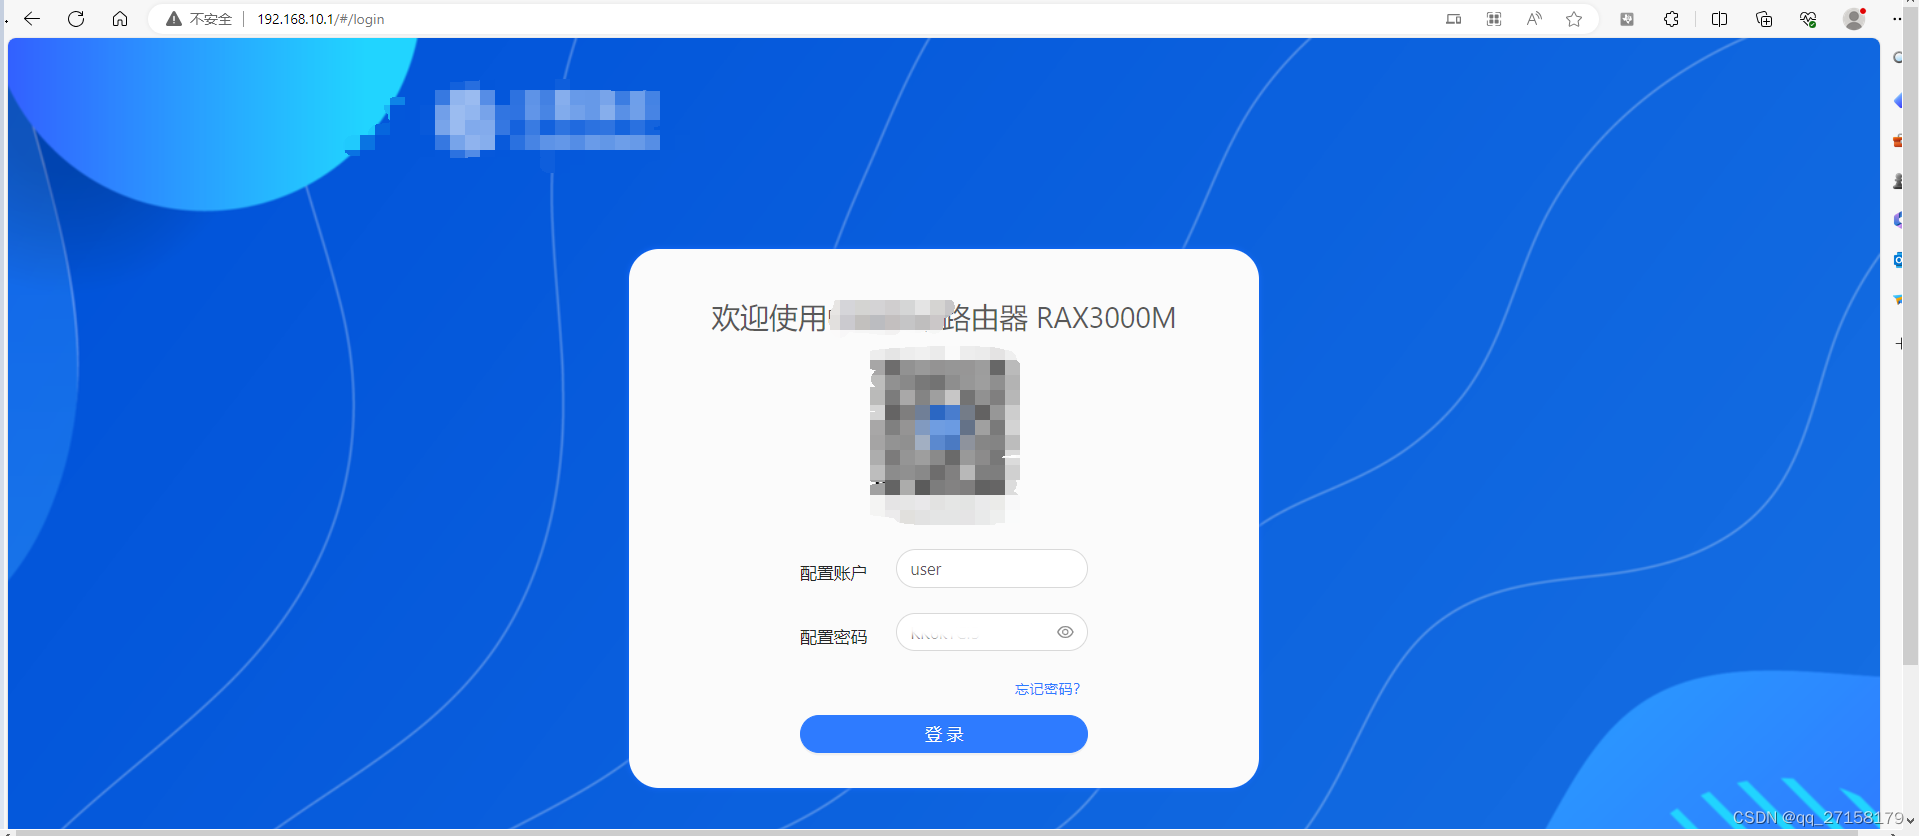 不安全 192.168.10.1/#/login
欢迎使用 路由器 RAX3000M
配置账户 user
配置密码
忘记密码?
登录
CSDN @qq_27158179